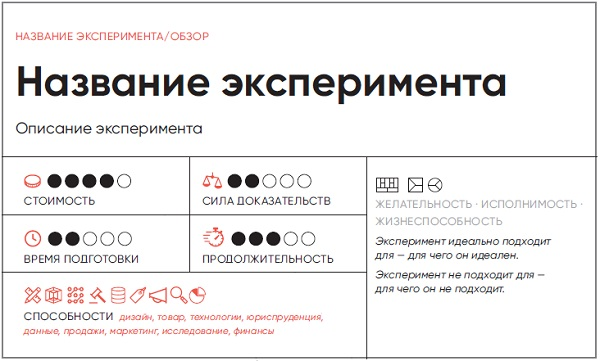 НАЗВАНИЕ ЭКСПЕРИМЕНТА/ОБЗОР
Название эксперимента
Описание эксперимента
СТОИМОСТЬ
СИЛА ДОКАЗАТЕЛЬСТВ
ВРЕМЯ ПОДГОТОВКИ
ПРОДОЛЖИТЕЛЬНОСТЬ
СПОСОБНОСТИ дизайн, товар, технологии, юриспруденция,
данные, продажи, маркетинг, исследование, финансы
ЖЕЛАТЕЛЬНОСТЬ · ИСПОЛНИМОСТЬ ·
ЖИЗНЕСПОСОБНОСТЬ
Эксперимент идеально подходит
для — для чего он идеален.
Эксперимент не подходит для —
для чего он не подходит.